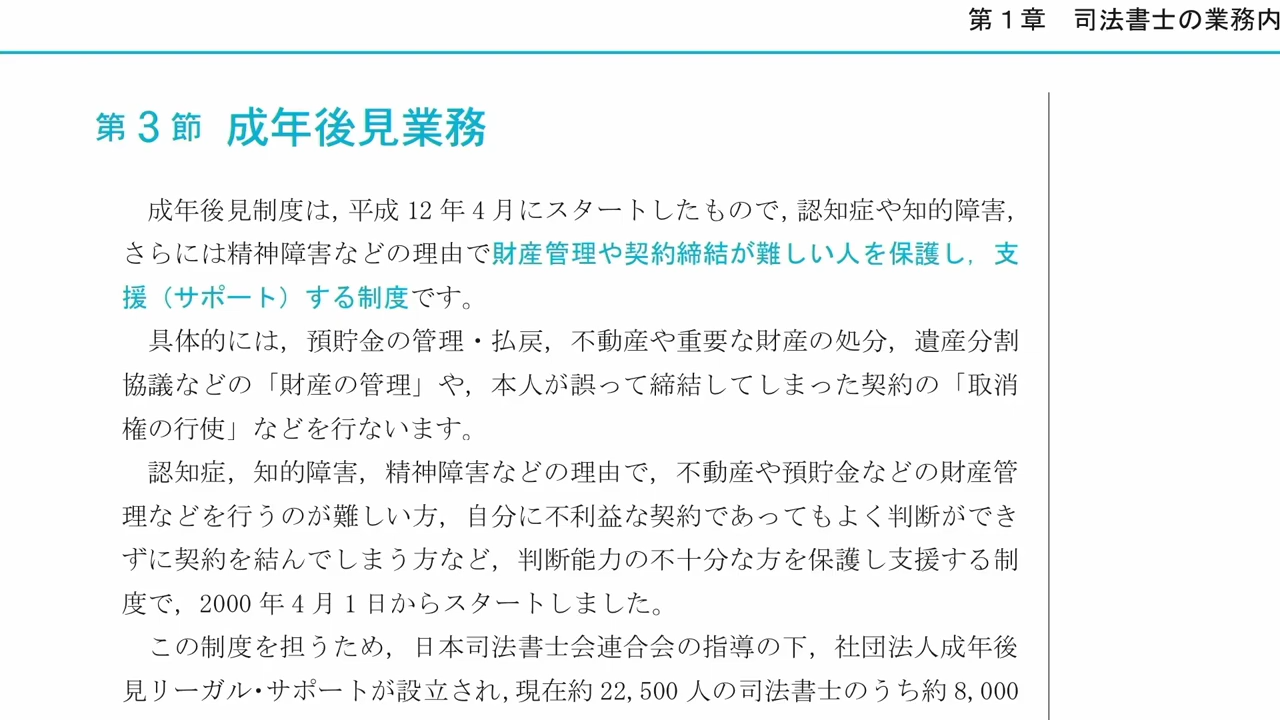 第1章 司法書士の業務内
第3節 成年後見業務
成年後見制度は,平成12年4月にスタートしたもので,認知症や知的障害,
さらには精神障害などの理由で財産管理や契約締結が難しい人を保護し,支
援（サポート）する制度です。
具体的には,預貯金の管理・払戻,不動産や重要な財産の処分,遺産分割
協議などの「財産の管理」や,本人が誤って締結してしまった契約の「取消
権の行使」などを行ないます。
認知症,知的障害,精神障害などの理由で,不動産や預貯金などの財産管
理などを行うのが難しい方,自分に不利益な契約であってもよく判断ができ
ずに契約を結んでしまう方など,判断能力の不十分な方を保護し支援する制
度で,2000年4月1日からスタートしました。
この制度を担うため,日本司法書士会連合会の指導の下,社団法人成年後
見リーガル・サポートが設立され,現在約22,500人の司法書士のうち約8,000